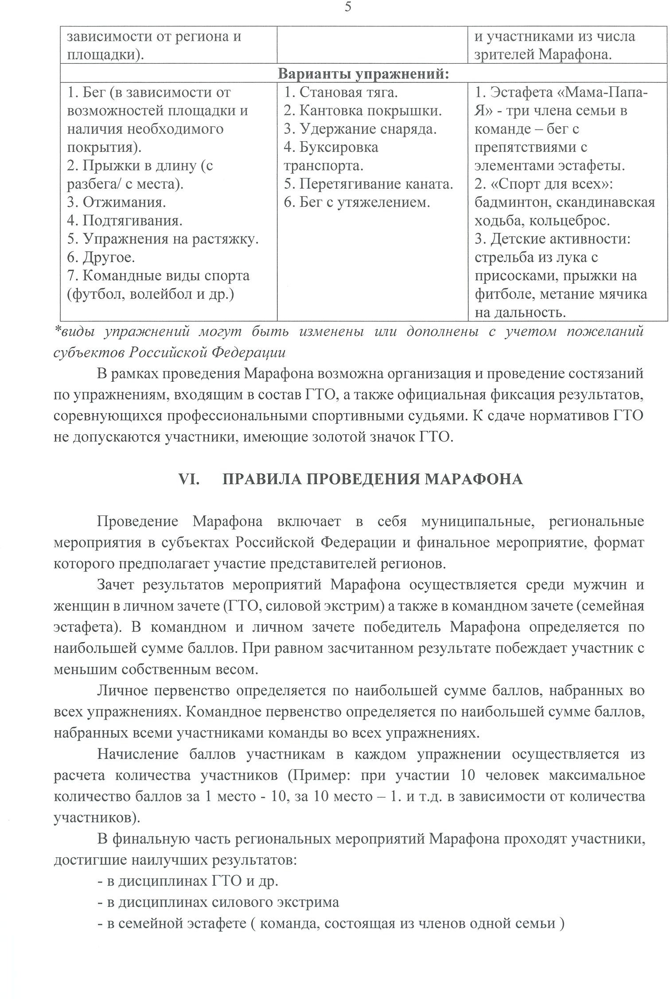 5
зависимости от региона и
площадки).
и участниками из числа
зрителей Марафона.
Варианты упражнений:
1. Бег (в зависимости от
возможностей площадки и
наличия необходимого
покрытия).
2. Прыжки в длину (с
разбега/ с места).
3. Отжимания.
4. Подтягивания.
5. Упражнения на растяжку.
6. Другое.
7. Командные виды спорта
(футбол, волейбол и др.)
1. Становая тяга.
2. Кантовка покрышки.
3. Удержание снаряда.
4. Буксировка
транспорта.
5. Перетягивание каната.
6. Бег с утяжелением.
1. Эстафета «Мама-Папа-
Я» - три члена семьи в
команде – бег с
препятствиями с
элементами эстафеты.
2. «Спорт для всех»:
бадминтон, скандинавская
ходьба, кольцеброс.
3. Детские активности:
стрельба из лука с
присосками, прыжки на
фитболе, метание мячика
на дальность.
*виды упражнений могут быть изменены или дополнены с учетом пожеланий
субъектов Российской Федерации
В рамках проведения Марафона возможна организация и проведение состязаний
по упражнениям, входящим в состав ГТО, а также официальная фиксация результатов,
соревнующихся профессиональными спортивными судьями. К сдаче нормативов ГТО
не допускаются участники, имеющие золотой значок ГТО.
VI. ПРАВИЛА ПРОВЕДЕНИЯ МАРАФОНА
Проведение Марафона включает в себя муниципальные, региональные
мероприятия в субъектах Российской Федерации и финальное мероприятие, формат
которого предполагает участие представителей регионов.
Зачет результатов мероприятий Марафона осуществляется среди мужчин и
женщин в личном зачете (ГТО, силовой экстрим) а также в командном зачете (семейная
эстафета). В командном и личном зачете победитель Марафона определяется по
наибольшей сумме баллов. При равном засчитанном результате побеждает участник с
меньшим собственным весом.
Личное первенство определяется по наибольшей сумме баллов, набранных во
всех упражнениях. Командное первенство определяется по наибольшей сумме баллов,
набранных всеми участниками команды во всех упражнениях.
Начисление баллов участникам в каждом упражнении осуществляется из
расчета количества участников (Пример: при участии 10 человек максимальное
количество баллов за 1 место - 10, за 10 место – 1. и т.д. в зависимости от количества
участников).
В финальную часть региональных мероприятий Марафона проходят участники,
достигшие наилучших результатов:
- в дисциплинах ГТО и др.
- в дисциплинах силового экстрима
- в семейной эстафете ( команда, состоящая из членов одной семьи )